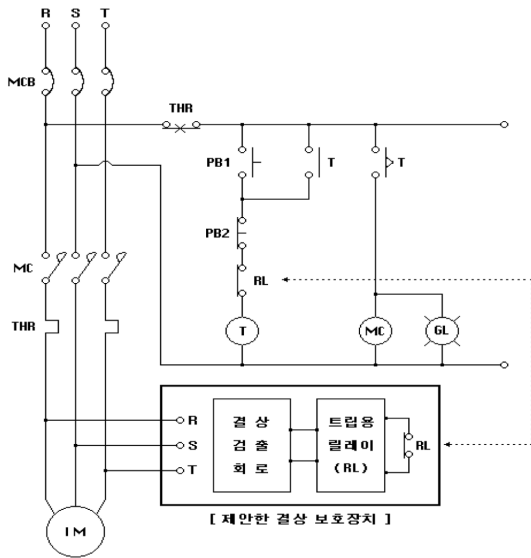 R S T
MCB
THR
PB1 T T
PB2
MC
RL
THR
T MC GL
R 결상 트립용
S 검출 릴레이 RL
T 회로 (RL)
IM
[ 제안한 결상 보호장치 ]